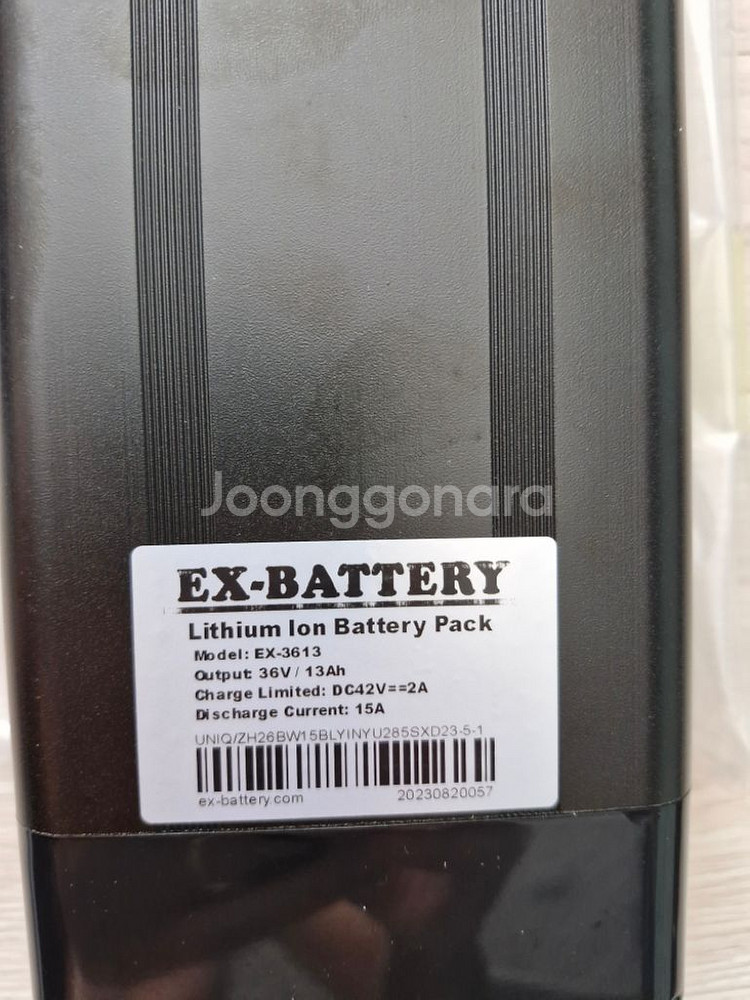 Joonggonara
EX-BATTERY
Lithium Ion Battery Pack
Model: EX-3613
Output: 36V / 13Ah
Charge Limited: DC42V==2A
Discharge Current: 15A
UNIQ/ZH26BW15BLYINYU285SXD23-5-1
ex-battery.com
20230820057